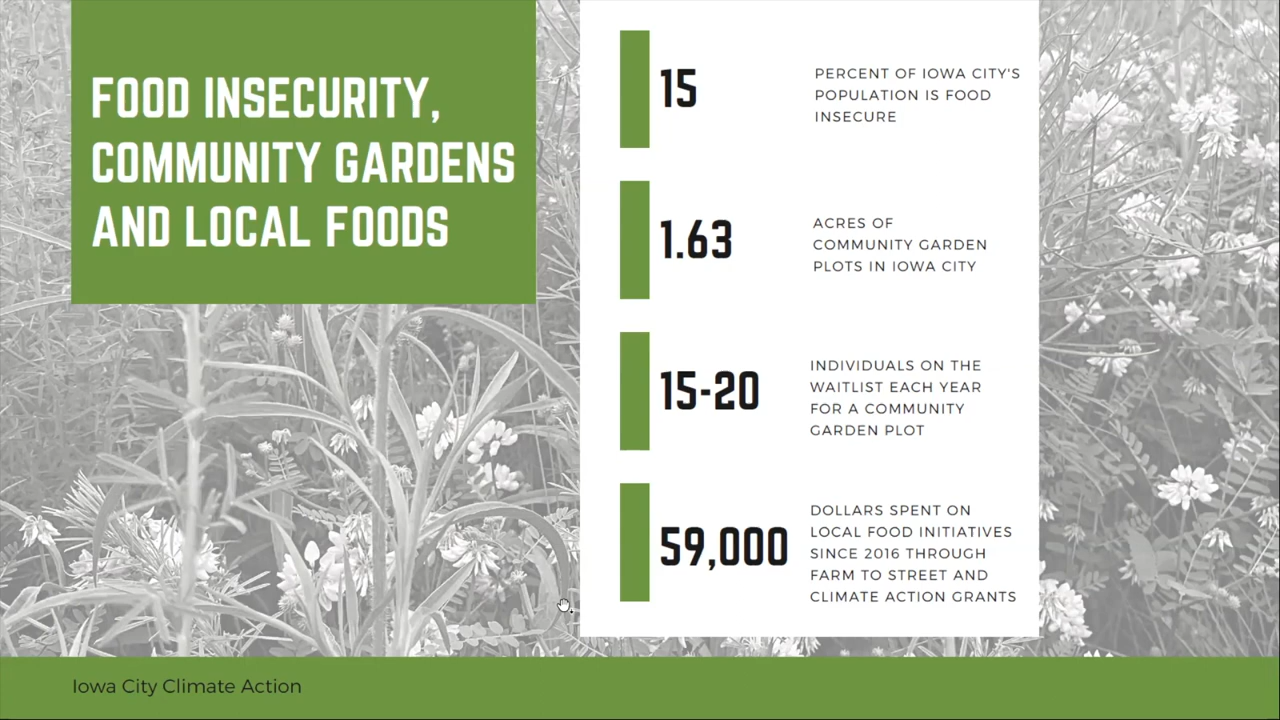 FOOD INSECURITY,
COMMUNITY GARDENS
AND LOCAL FOODS
15
PERCENT OF IOWA CITY'S
POPULATION IS FOOD
INSECURE
1.63
ACRES OF
COMMUNITY GARDEN
PLOTS IN IOWA CITY
15-20
INDIVIDUALS ON THE
WAITLIST EACH YEAR
FOR A COMMUNITY
GARDEN PLOT
59,000
DOLLARS SPENT ON
LOCAL FOOD INITIATIVES
SINCE 2016 THROUGH
FARM TO STREET AND
CLIMATE ACTION GRANTS
Iowa City Climate Action